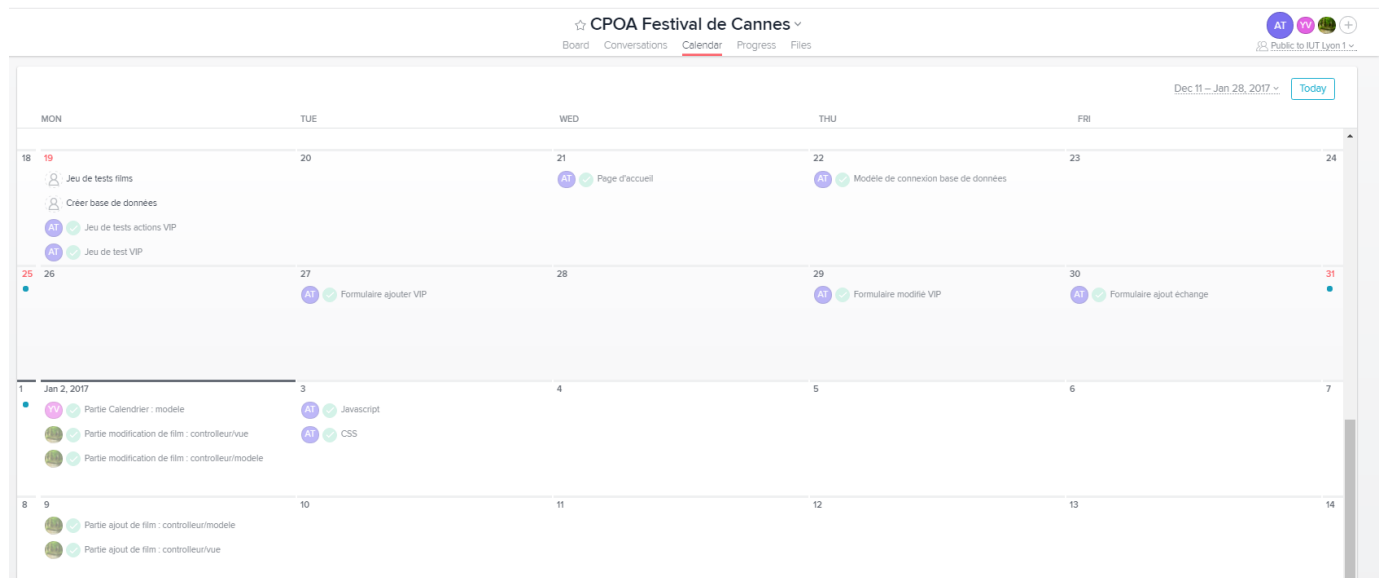 CPOA Festival de Cannes
Board Conversations Calendar Progress Files
AT YV
Public to IUT Lyon 1
Dec 11 – Jan 28, 2017 Today
MON TUE WED THU FRI
18 19 20 21 22 23 24
Jeu de tests films
AT Page d'accueil
AT Modèle de connexion base de données
Créer base de données
AT Jeu de tests actions VIP
AT Jeu de test VIP
25 26 27 28 29 30 31
AT Formulaire ajouter VIP
AT Formulaire modifié VIP
AT Formulaire ajout échange
1 Jan 2, 2017 3 4 5 6 7
YV Partie Calendrier : modele
AT Javascript
Partie modification de film : controlleur/vue
AT CSS
Partie modification de film : controlleur/modele
8 9 10 11 12 13 14
Partie ajout de film : controlleur/modele
Partie ajout de film : controlleur/vue